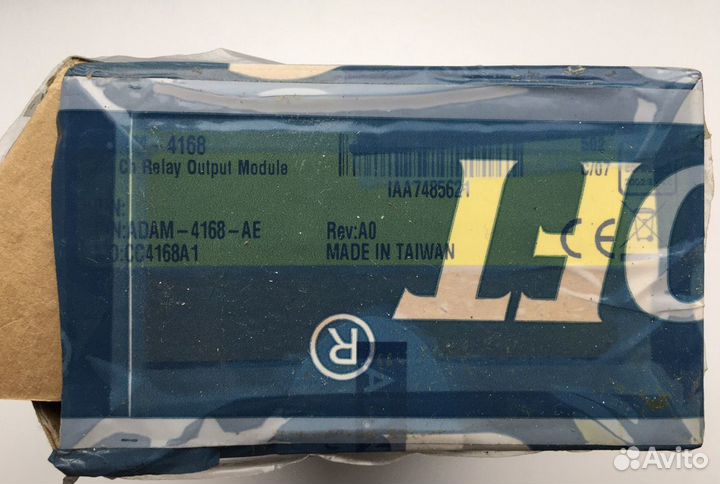 4168
Relay Output Module
IAA7485621
N:
N:ADAM-4168-AE
Rev:A0
:CC4168A1
MADE IN TAIWAN
CE
®
Avito